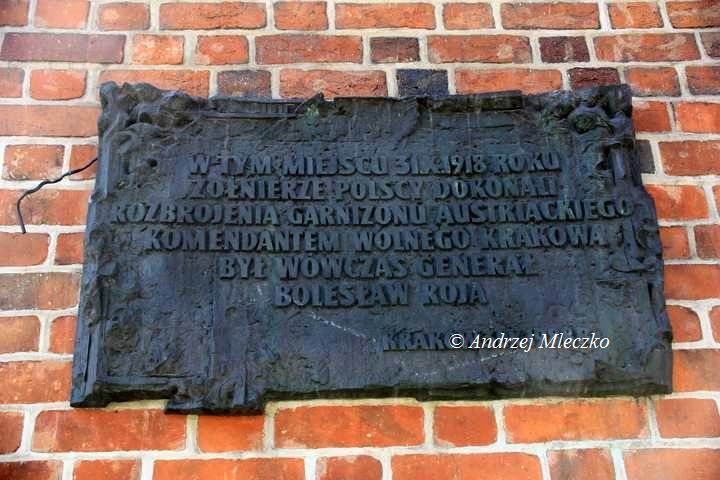 W TYM MIEJSCU 31.X.1918 ROKU
ŻOŁNIERZE POLSCY DOKONALI
ROZBROJENIA GARNIZONU AUSTRIACKIEGO
KOMENDANTEM WOLNEGO KRAKOWA
BYŁ WÓWCZAS GENERAŁ
BOLESŁAW ROJA
© Andrzej Mleczko